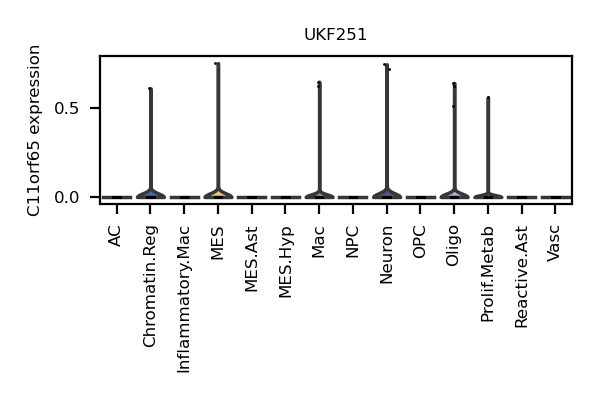 UKF251
C11orf65 expression
0.5
0.0
AC
Chromatin.Reg
Inflammatory.Mac
MES
MES.Ast
MES.Hyp
Mac
NPC
Neuron
OPC
Oligo
Prolif.Metab
Reactive.Ast
Vasc